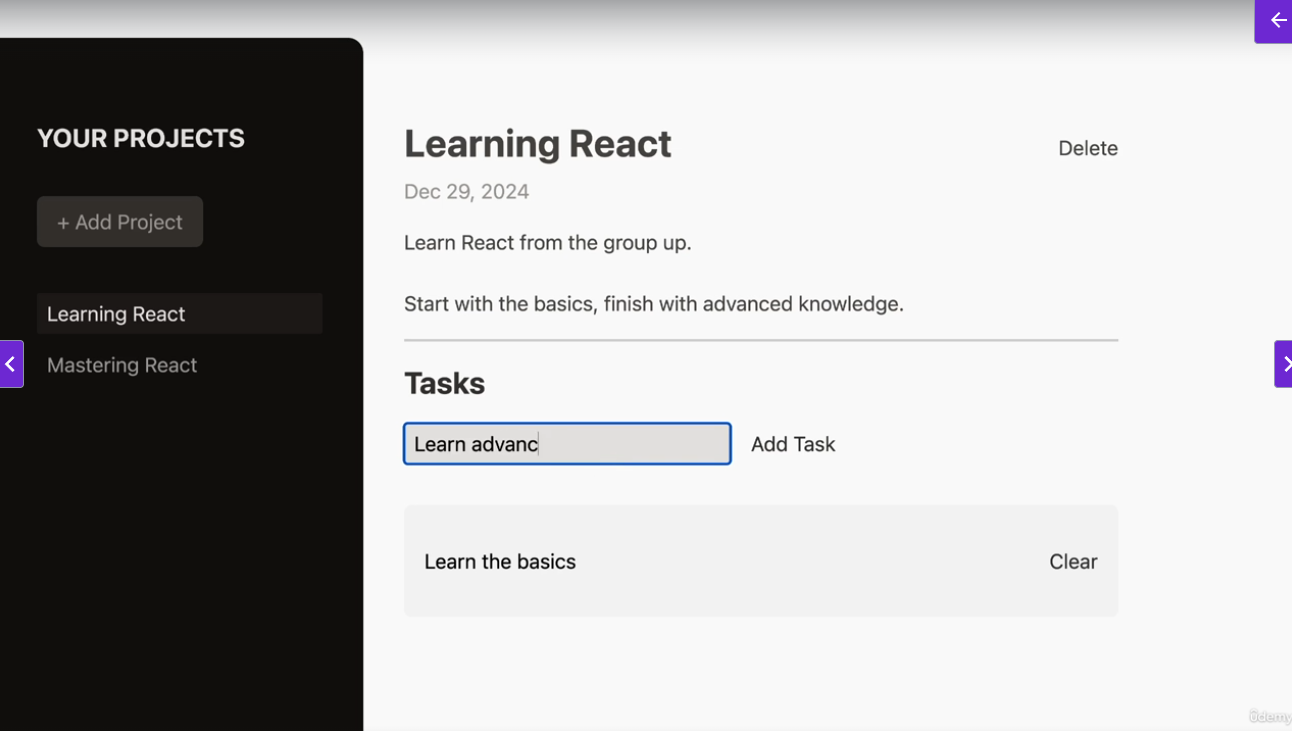 YOUR PROJECTS
+ Add Project
Learning React
Mastering React
Learning React
Delete
Dec 29, 2024
Learn React from the group up.
Start with the basics, finish with advanced knowledge.
Tasks
Learn advanc
Add Task
Learn the basics
Clear
ûdemy